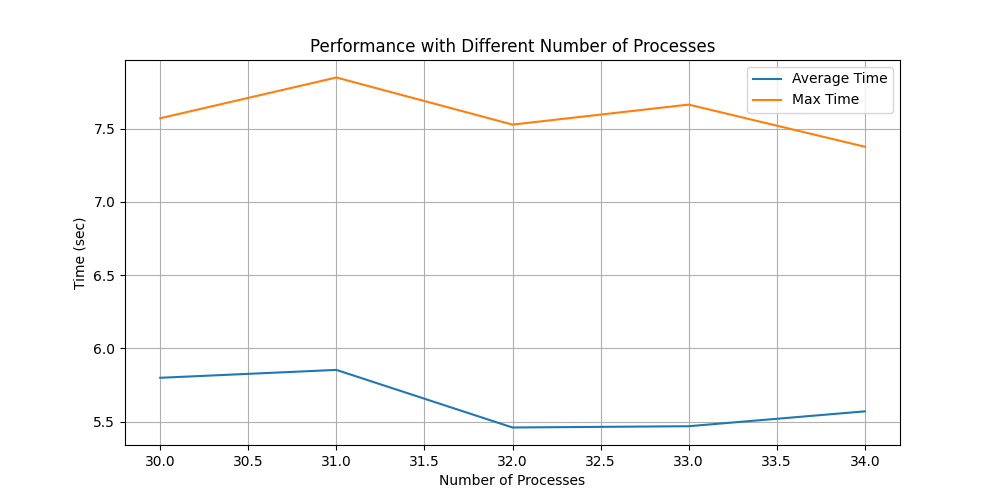 Performance with Different Number of Processes
Average Time
Max Time
7.5
7.0
6.5
6.0
5.5
Time (sec)
30.0 30.5 31.0 31.5 32.0 32.5 33.0 33.5 34.0
Number of Processes